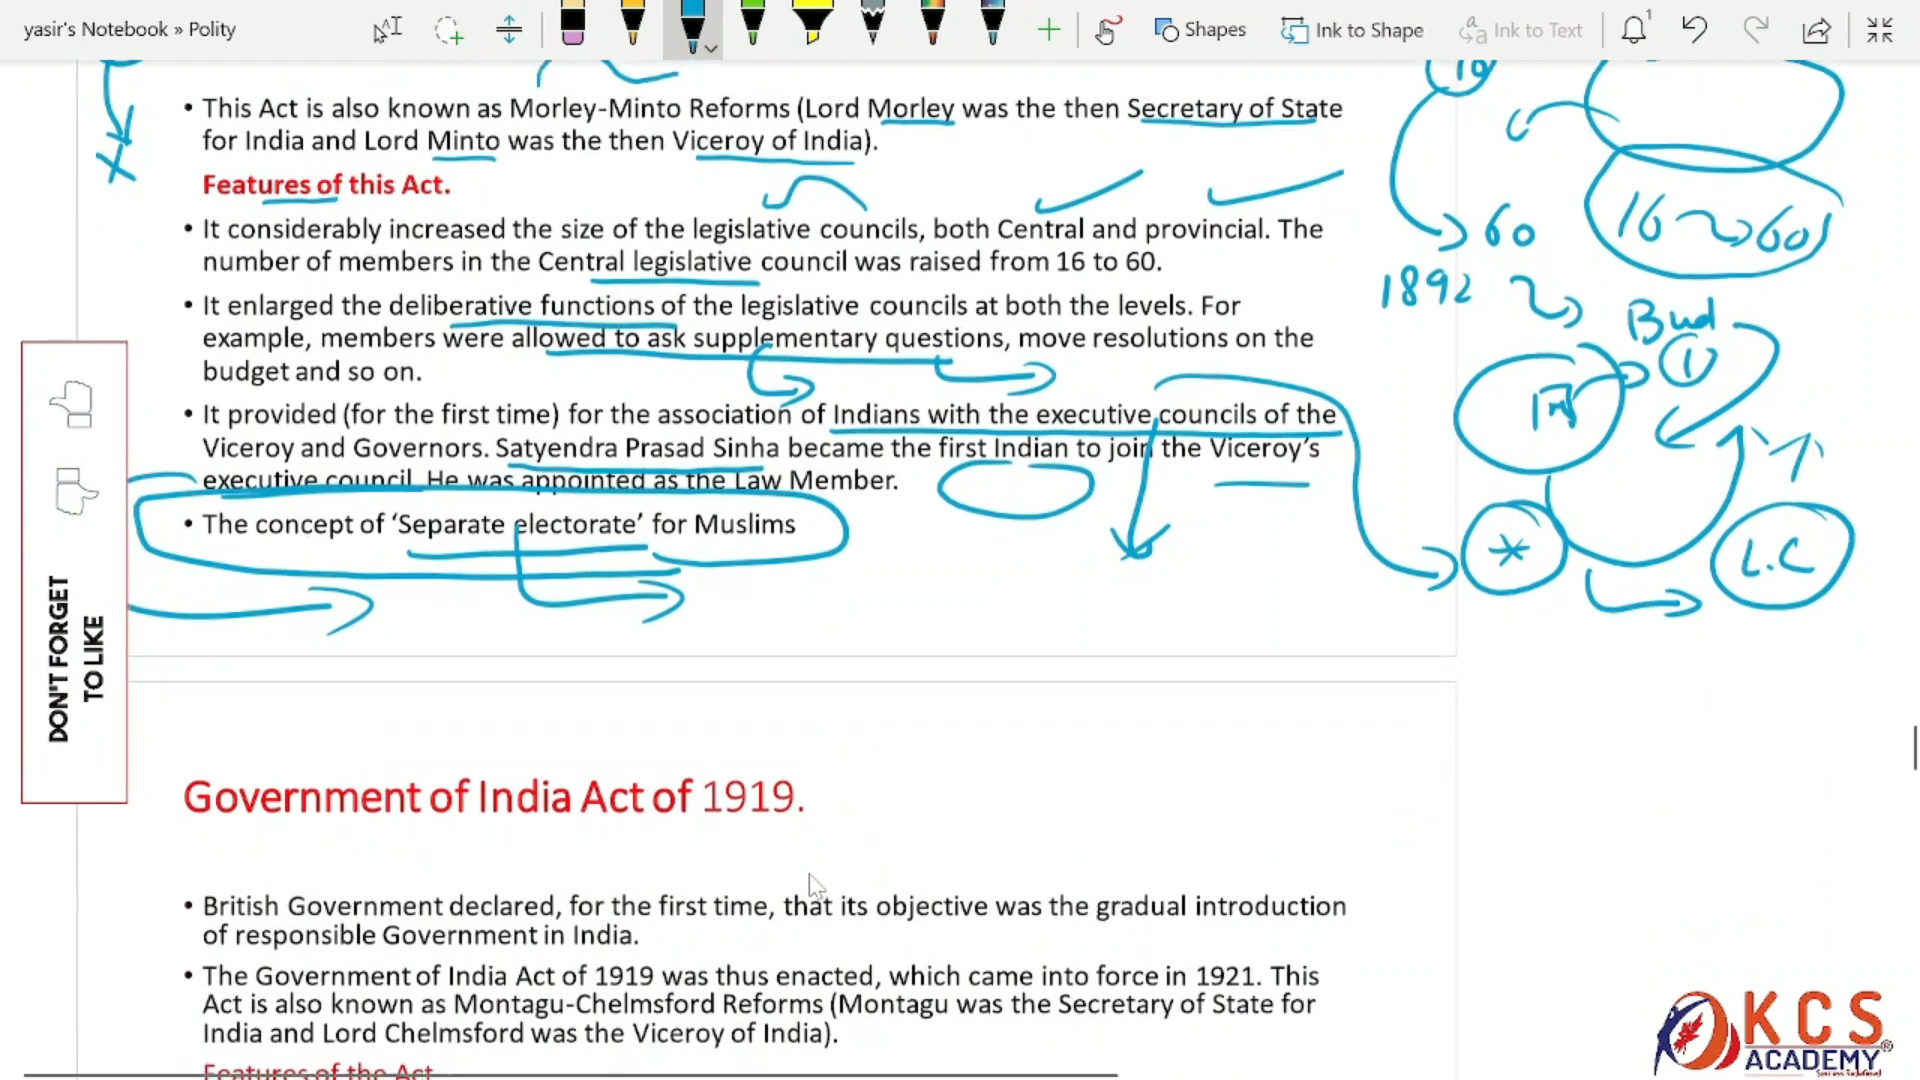 yasir's Notebook » Polity
Shapes
Ink to Shape
Ink to Text
1
• This Act is also known as Morley-Minto Reforms (Lord Morley was the then Secretary of State
for India and Lord Minto was the then Viceroy of India).
Features of this Act.
• It considerably increased the size of the legislative councils, both Central and provincial. The
number of members in the Central legislative council was raised from 16 to 60.
• It enlarged the deliberative functions of the legislative councils at both the levels. For
example, members were allowed to ask supplementary questions, move resolutions on the
budget and so on.
• It provided (for the first time) for the association of Indians with the executive councils of the
Viceroy and Governors. Satyendra Prasad Sinha became the first Indian to join the Viceroy's
executive council. He was appointed as the Law Member.
• The concept of ‘Separate electorate’ for Muslims
60
16 60
1892
Bud
1
L.C
DON'T FORGET
TO LIKE
Government of India Act of 1919.
• British Government declared, for the first time, that its objective was the gradual introduction
of responsible Government in India.
• The Government of India Act of 1919 was thus enacted, which came into force in 1921. This
Act is also known as Montagu-Chelmsford Reforms (Montagu was the Secretary of State for
India and Lord Chelmsford was the Viceroy of India).
Features of the Act
KCS
ACADEMY